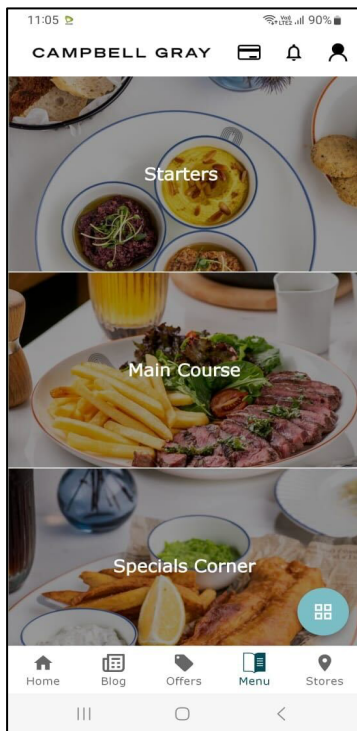 11:05 90%
CAMPBELL GRAY
Starters
Main Course
Specials Corner
Home Blog Offers Menu Stores